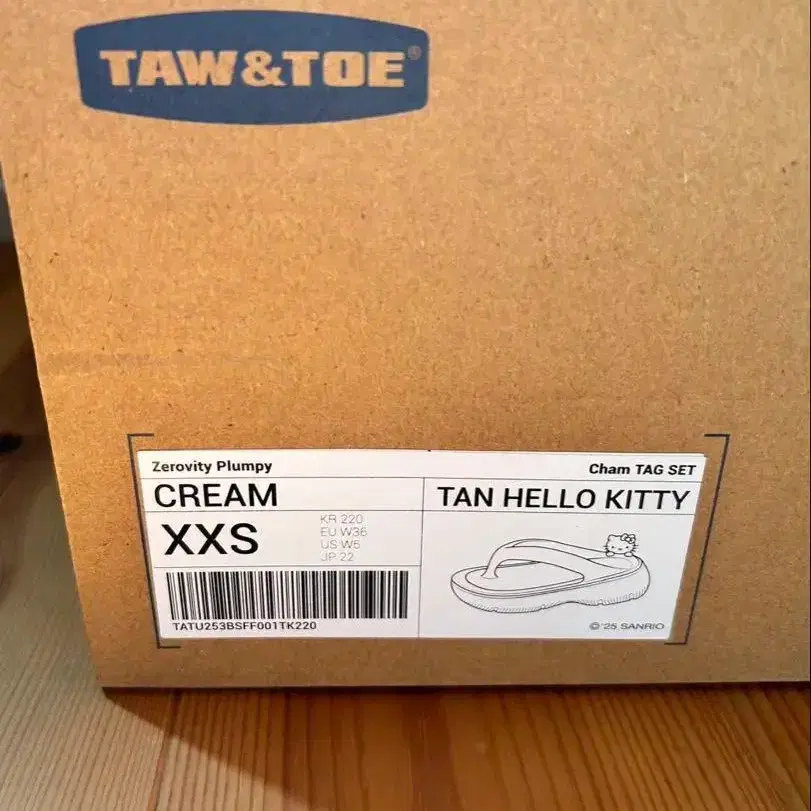 TAW&TOE®
Zerovity Plumpy
Cham TAG SET
CREAM
TAN HELLO KITTY
XXS
KR 220
EU W36
US W5
JP 22
TATU253BSFF001TK220
©'25 SANRIO